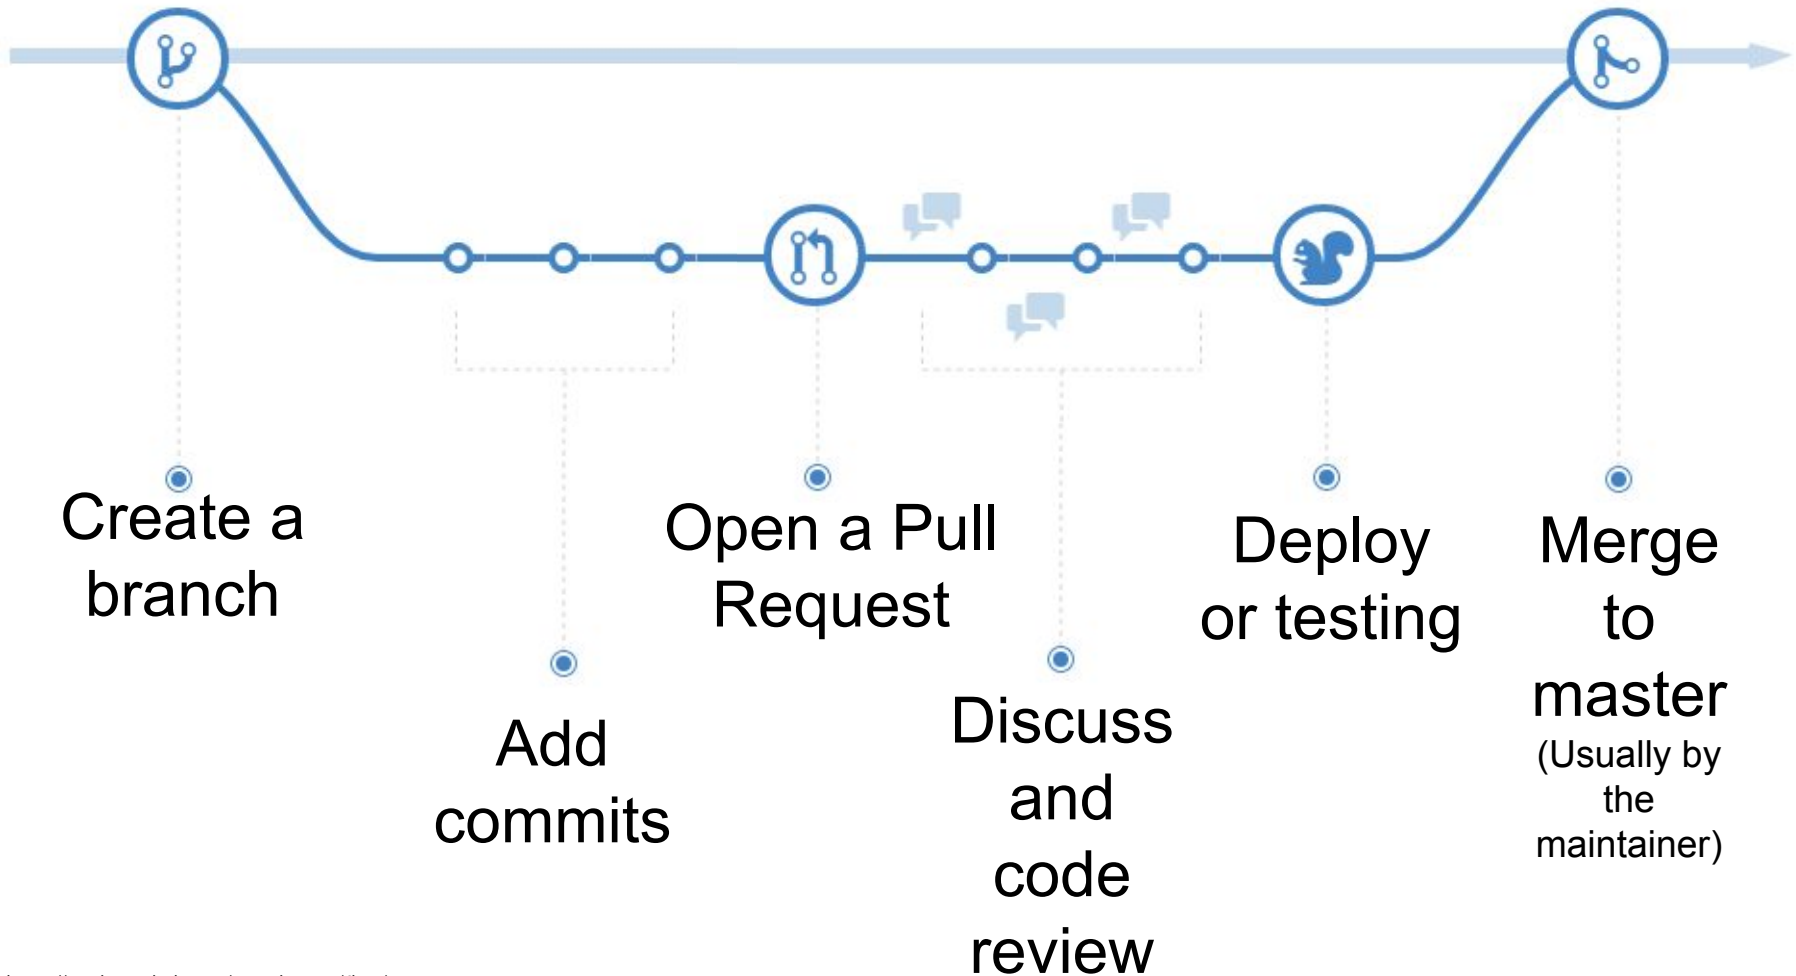 Create a
branch
Add
commits
Open a Pull
Request
Discuss
and
code
review
Deploy
or testing
Merge
to
master
(Usually by
the
maintainer)